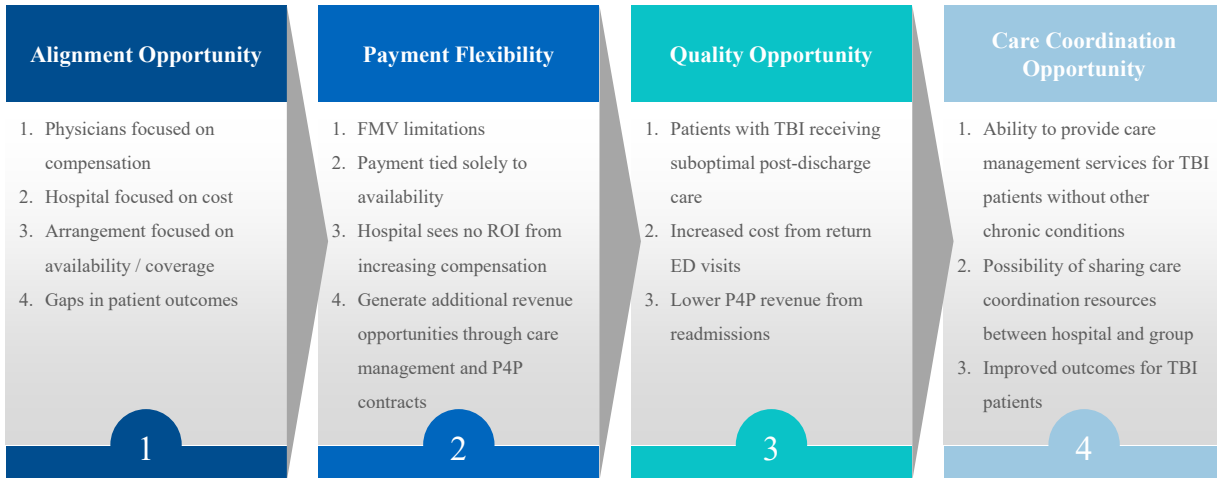 Alignment Opportunity
1. Physicians focused on
compensation
2. Hospital focused on cost
3. Arrangement focused on
availability / coverage
4. Gaps in patient outcomes
1
Payment Flexibility
1. FMV limitations
2. Payment tied solely to
availability
3. Hospital sees no ROI from
increasing compensation
4. Generate additional revenue
opportunities through care
management and P4P
contracts
2
Quality Opportunity
1. Patients with TBI receiving
suboptimal post-discharge
care
2. Increased cost from return
ED visits
3. Lower P4P revenue from
readmissions
3
Care Coordination
Opportunity
1. Ability to provide care
management services for TBI
patients without other
chronic conditions
2. Possibility of sharing care
coordination resources
between hospital and group
3. Improved outcomes for TBI
patients
4